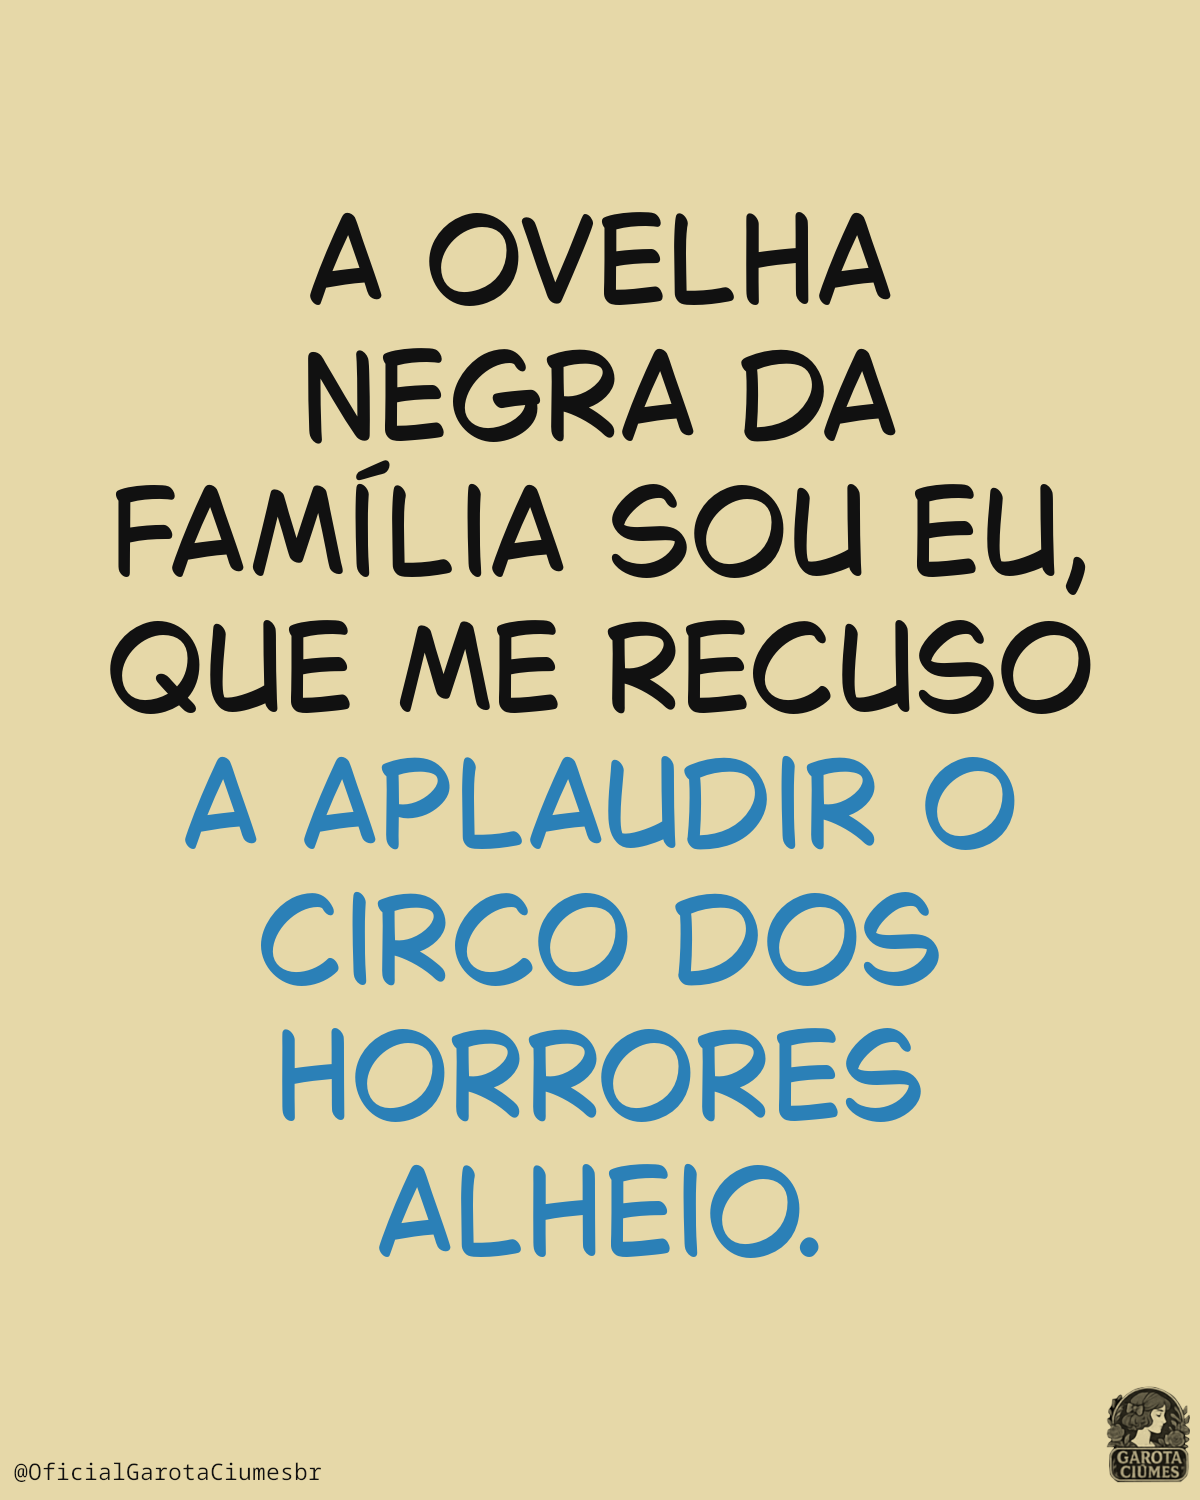 A OVELHA
NEGRA DA
FAMÍLIA SOU EU,
QUE ME RECUSO
A APLAUDIR O
CIRCO DOS
HORRORES
ALHEIO.
@OficialGarotaCiumesbr
GAROTA
CIÚMES